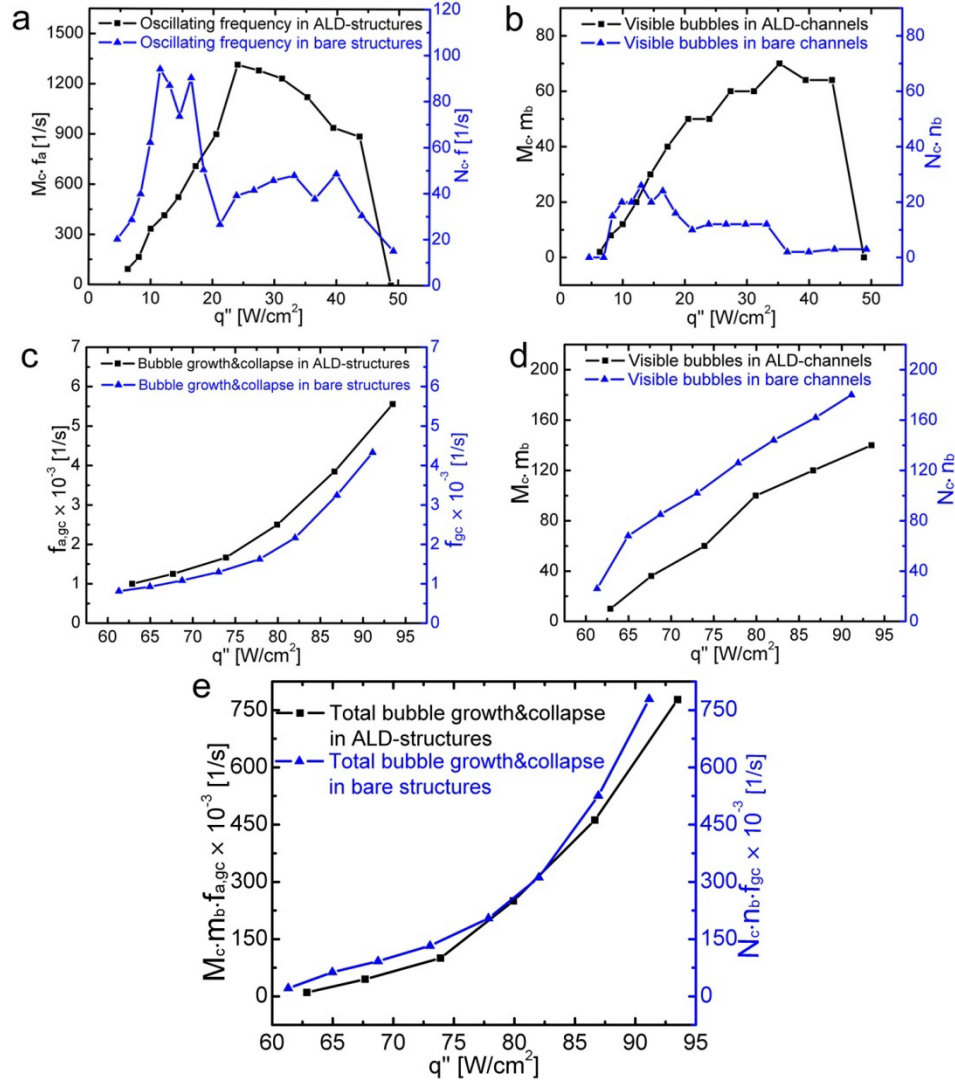 a
1500
1200
900
600
300
0
Mc· fa [1/s]
Oscillating frequency in ALD-structures
Oscillating frequency in bare structures
120
100
80
60
40
20
0
Nc· f [1/s]
0 10 20 30 40 50
q" [W/cm²]
b
80
60
40
20
0
Mc· mb
Visible bubbles in ALD-channels
Visible bubbles in bare channels
80
60
40
20
0
Nc· nb
0 10 20 30 40 50
q" [W/cm²]
c
7
6
5
4
3
2
1
0
fa,gc × 10⁻³ [1/s]
Bubble growth&collapse in ALD-structures
Bubble growth&collapse in bare structures
7
6
5
4
3
2
1
0
fgc × 10⁻³ [1/s]
60 65 70 75 80 85 90 95
q" [W/cm²]
d
200
160
120
80
40
0
Mc· mb
Visible bubbles in ALD-channels
Visible bubbles in bare channels
200
160
120
80
40
0
Nc· nb
60 65 70 75 80 85 90 95
q" [W/cm²]
e
750
600
450
300
150
0
Mc·mb·fa,gc × 10⁻³ [1/s]
Total bubble growth&collapse
in ALD-structures
Total bubble growth&collapse
in bare structures
750
600
450
300
150
0
Nc·nb·fgc × 10⁻³ [1/s]
60 65 70 75 80 85 90 95
q" [W/cm²]